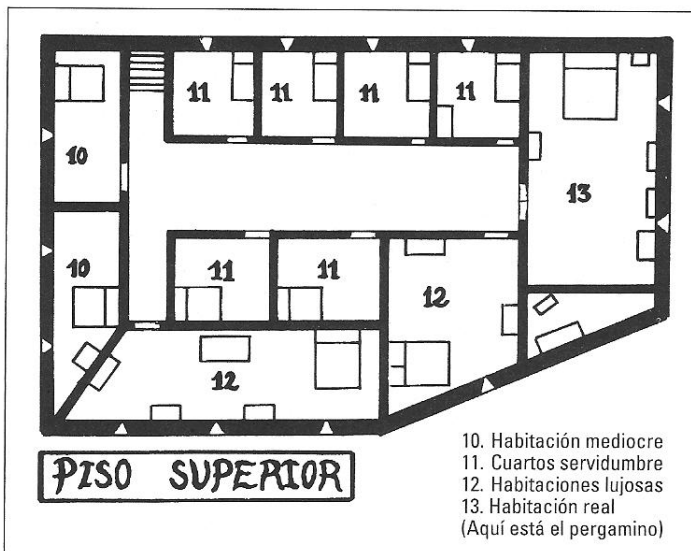 11 11 11 11
10
13
10
11 11
12
12
PISO SUPERIOR
10. Habitación mediocre
11. Cuartos servidumbre
12. Habitaciones lujosas
13. Habitación real
(Aquí está el pergamino)